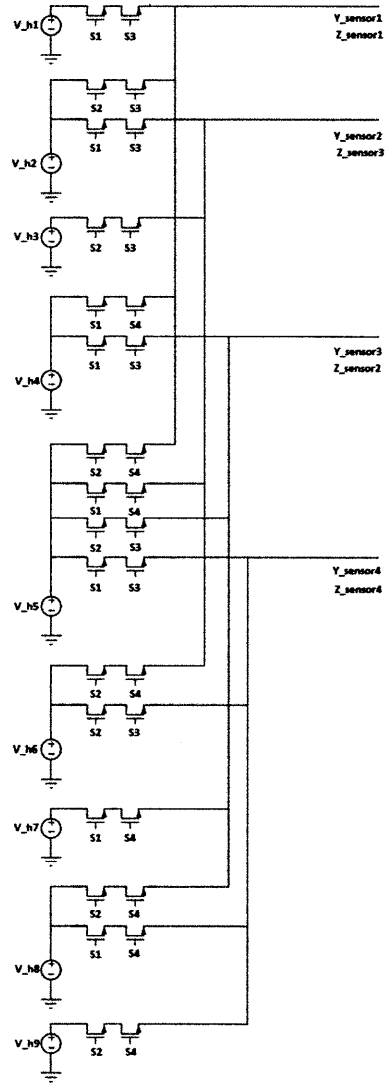 V_h1 S1 S3 Y_sensor1
Z_sensor1
S2 S3
S1 S3 Y_sensor2
V_h2 Z_sensor3
V_h3 S2 S3
S1 S4
S1 S3 Y_sensor3
V_h4 Z_sensor2
S2 S4
S1 S4
S2 S3
S1 S3 Y_sensor4
V_h5 Z_sensor4
S2 S4
S2 S3
V_h6
V_h7 S1 S4
S2 S4
S1 S4
V_h8
V_h9 S2 S4